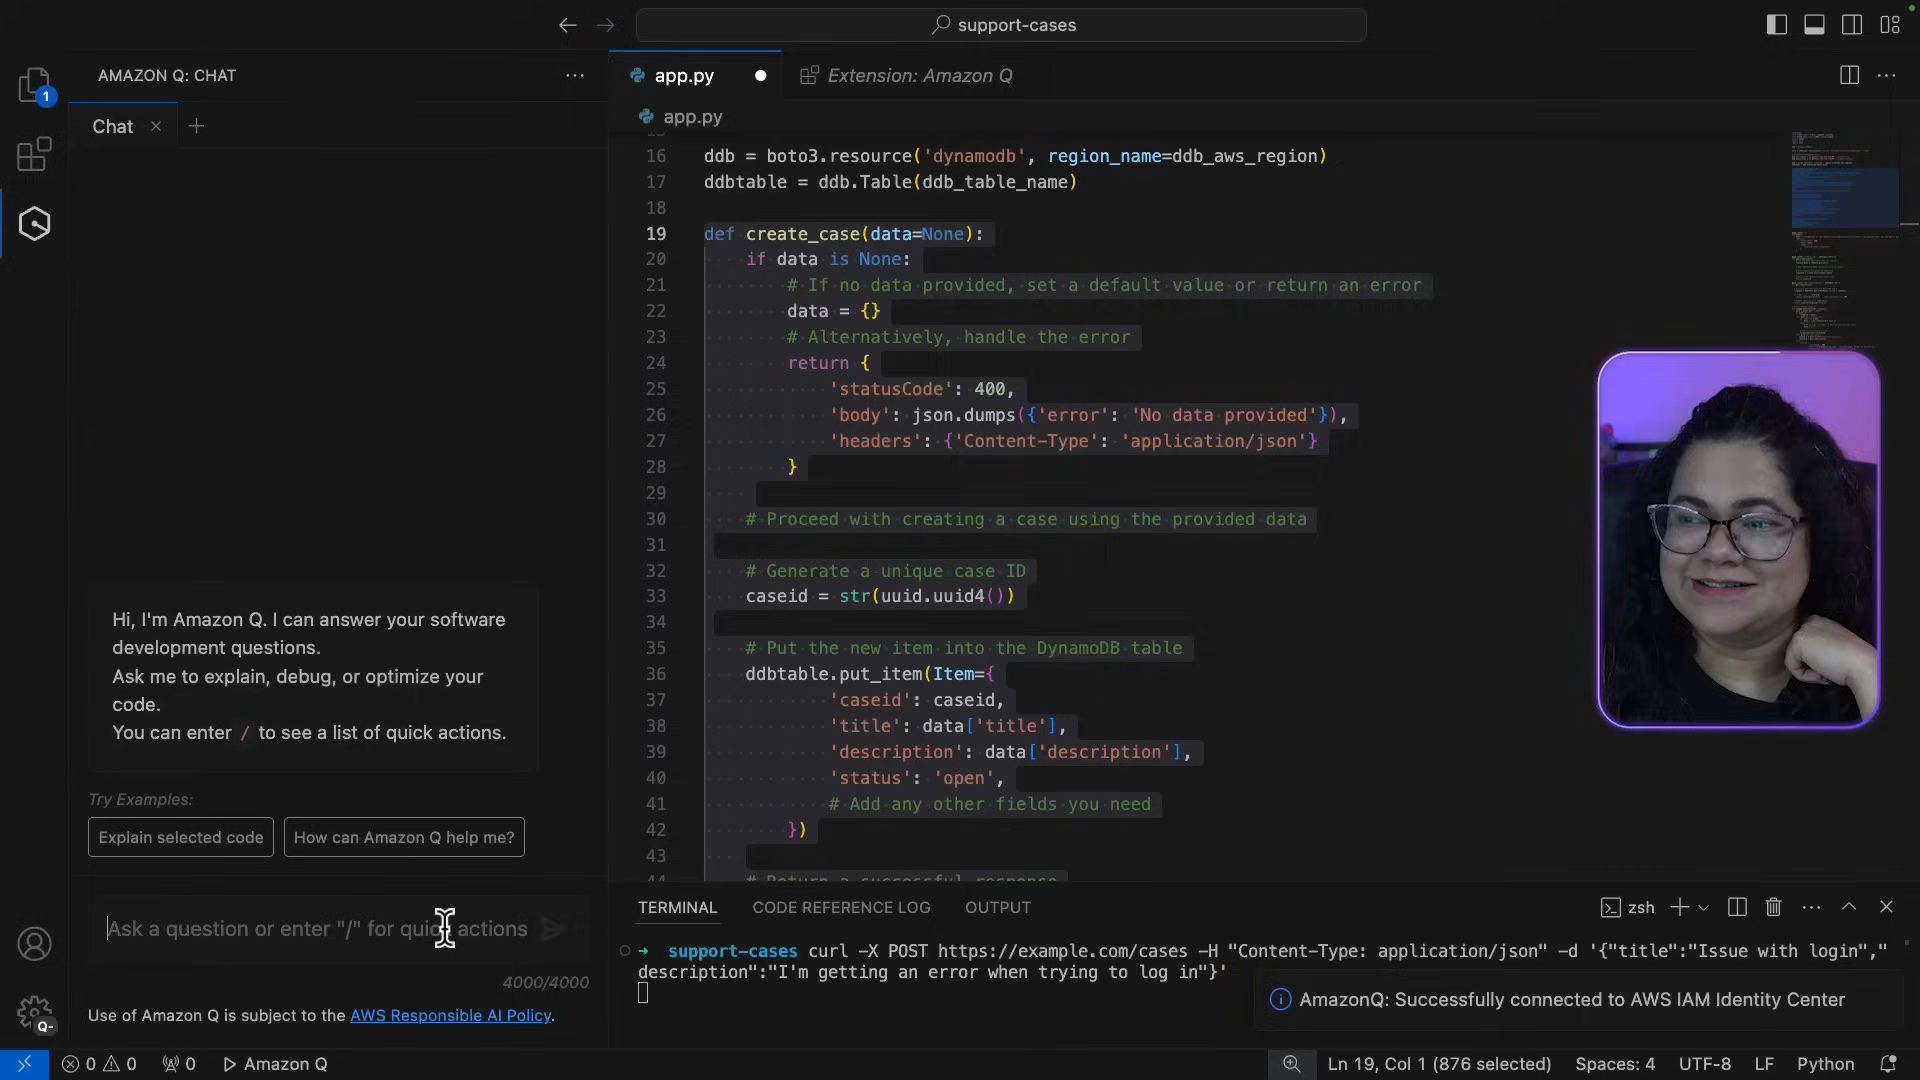 support-cases
AMAZON Q: CHAT
Chat
1
app.py
Extension: Amazon Q
app.py
16 ddb = boto3.resource('dynamodb', region_name=ddb_aws_region)
17 ddbtable = ddb.Table(ddb_table_name)
18
19 def create_case(data=None):
20 if data is None:
21 # If no data provided, set a default value or return an error
22 data = {}
23 # Alternatively, handle the error
24 return {
25 'statusCode': 400,
26 'body': json.dumps({'error': 'No data provided'}),
27 'headers': {'Content-Type': 'application/json'}
28 }
29
30 # Proceed with creating a case using the provided data
31
32 # Generate a unique case ID
33 caseid = str(uuid.uuid4())
34
35 # Put the new item into the DynamoDB table
36 ddbtable.put_item(Item={
37 'caseid': caseid,
38 'title': data['title'],
39 'description': data['description'],
40 'status': 'open',
41 # Add any other fields you need
42 })
43
44 # Return a successful response
Hi, I'm Amazon Q. I can answer your software
development questions.
Ask me to explain, debug, or optimize your
code.
You can enter / to see a list of quick actions.
Try Examples:
Explain selected code
How can Amazon Q help me?
Ask a question or enter "/" for quick actions
4000/4000
Use of Amazon Q is subject to the AWS Responsible AI Policy.
TERMINAL
CODE REFERENCE LOG
OUTPUT
zsh
support-cases curl -X POST https://example.com/cases -H "Content-Type: application/json" -d '{"title":"Issue with login","
description":"I'm getting an error when trying to log in"}'
AmazonQ: Successfully connected to AWS IAM Identity Center
Q-
0 0
0
Amazon Q
Ln 19, Col 1 (876 selected)
Spaces: 4
UTF-8
LF
Python